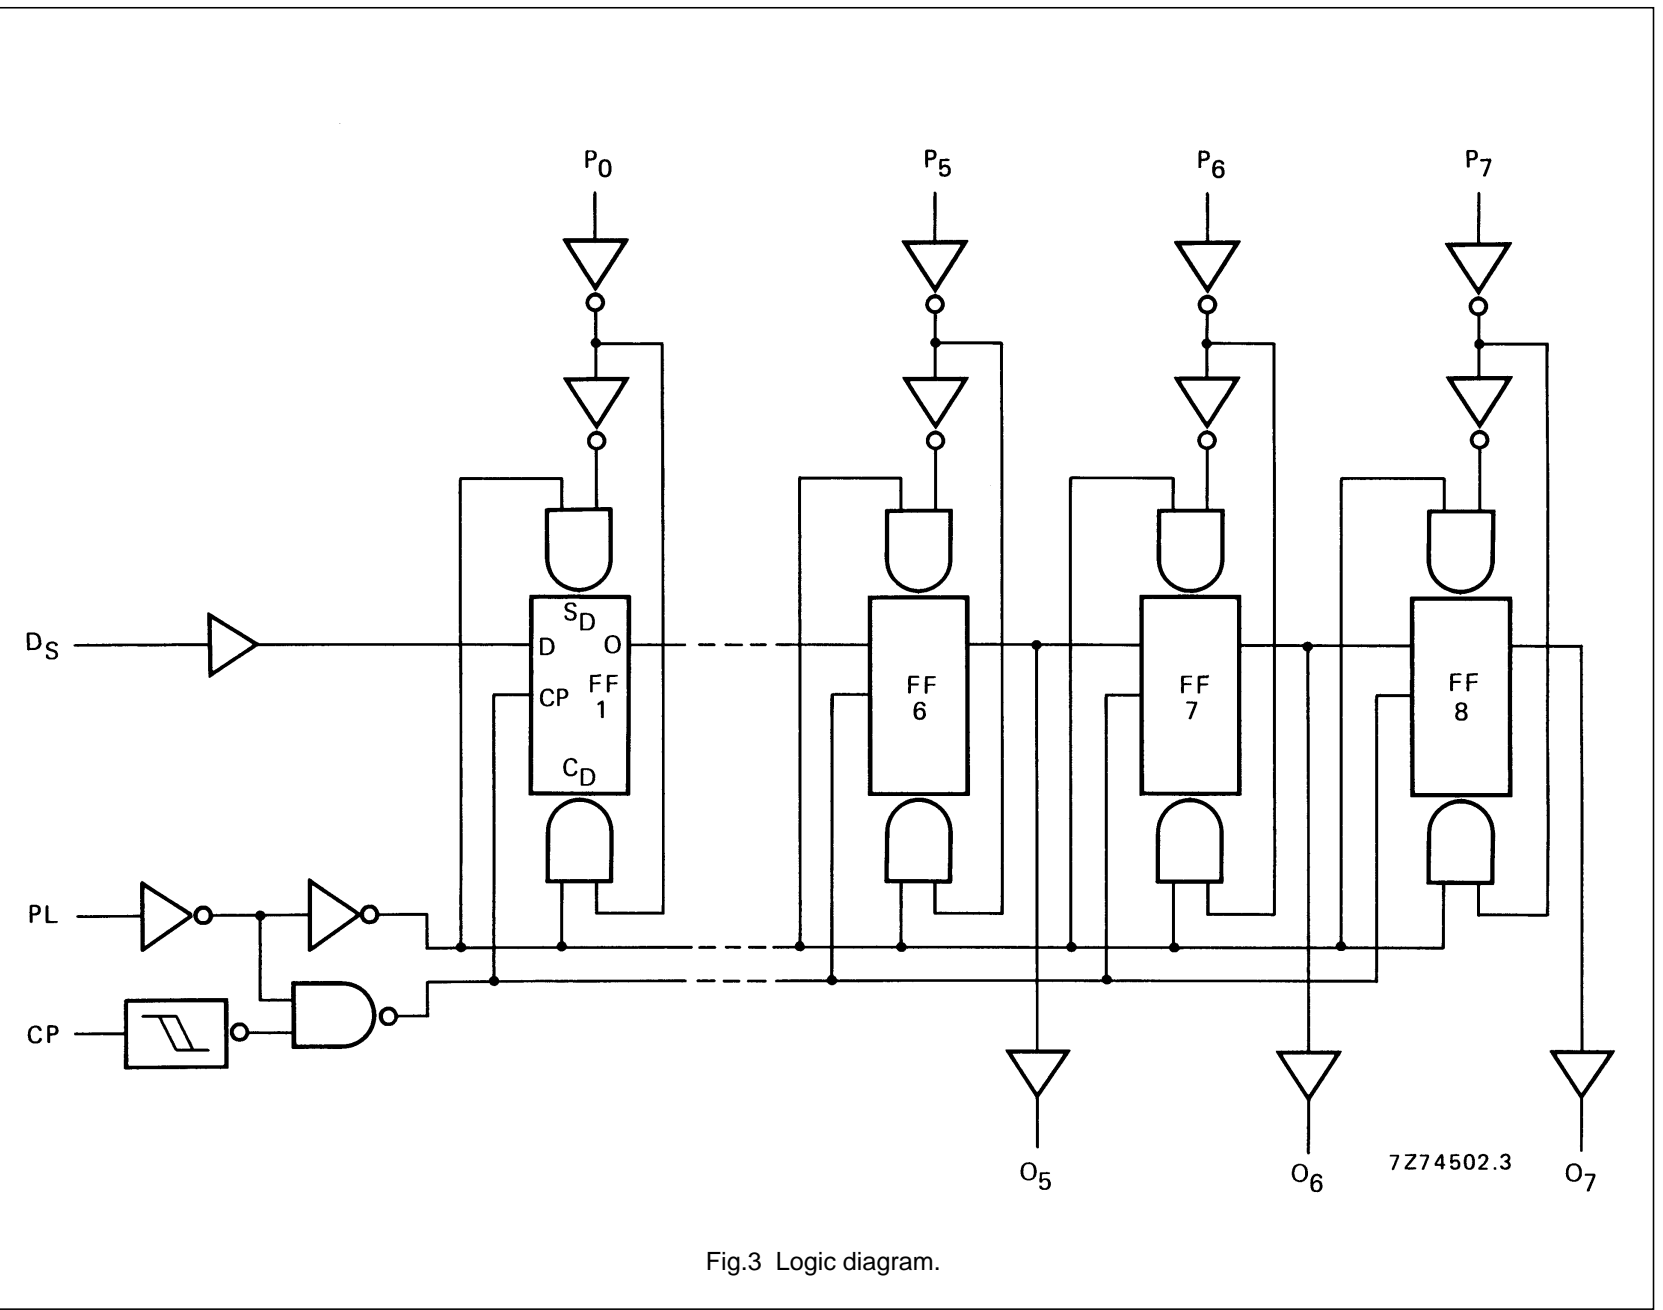 P0 P5 P6 P7
SD
DS D O
CP FF 1 FF 6 FF 7 FF 8
CD
PL
CP
O5 O6 7Z74502.3 O7
Fig.3 Logic diagram.